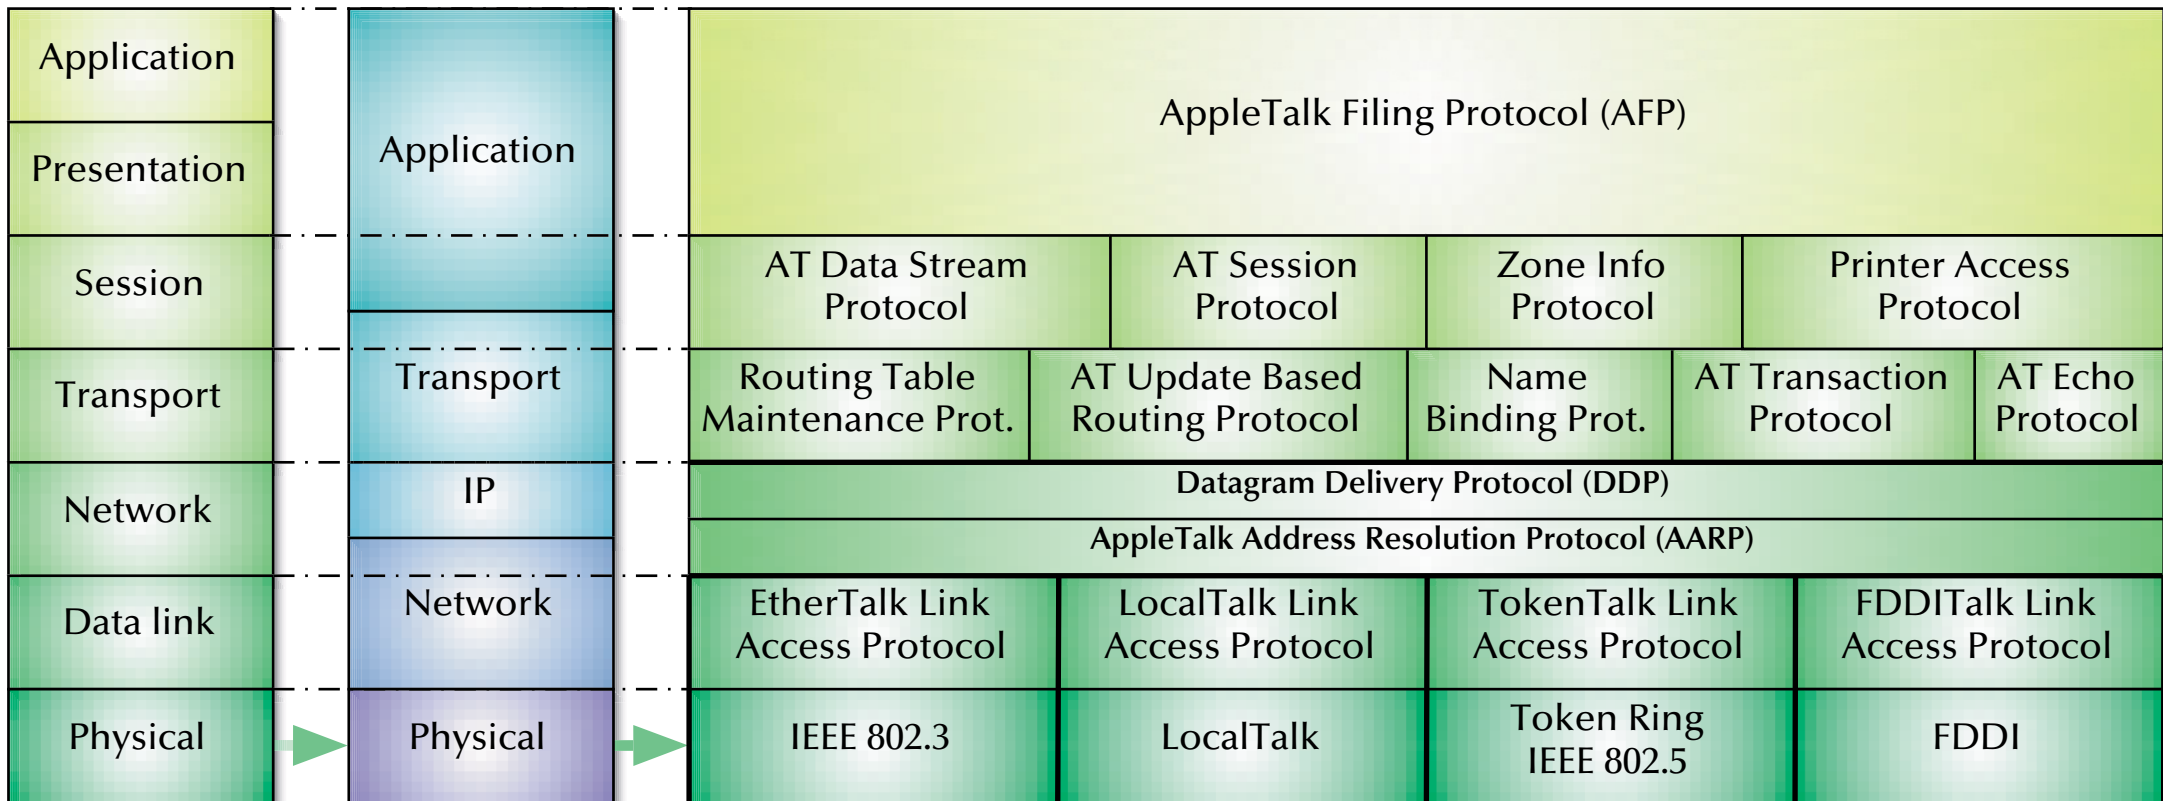 Application
Presentation
Session
Transport
Network
Data link
Physical
Application
Transport
IP
Network
Physical
AppleTalk Filing Protocol (AFP)
AT Data Stream
Protocol
AT Session
Protocol
Zone Info
Protocol
Printer Access
Protocol
Routing Table
Maintenance Prot.
AT Update Based
Routing Protocol
Name
Binding Prot.
AT Transaction
Protocol
AT Echo
Protocol
Datagram Delivery Protocol (DDP)
AppleTalk Address Resolution Protocol (AARP)
EtherTalk Link
Access Protocol
LocalTalk Link
Access Protocol
TokenTalk Link
Access Protocol
FDDITalk Link
Access Protocol
IEEE 802.3
LocalTalk
Token Ring
IEEE 802.5
FDDI